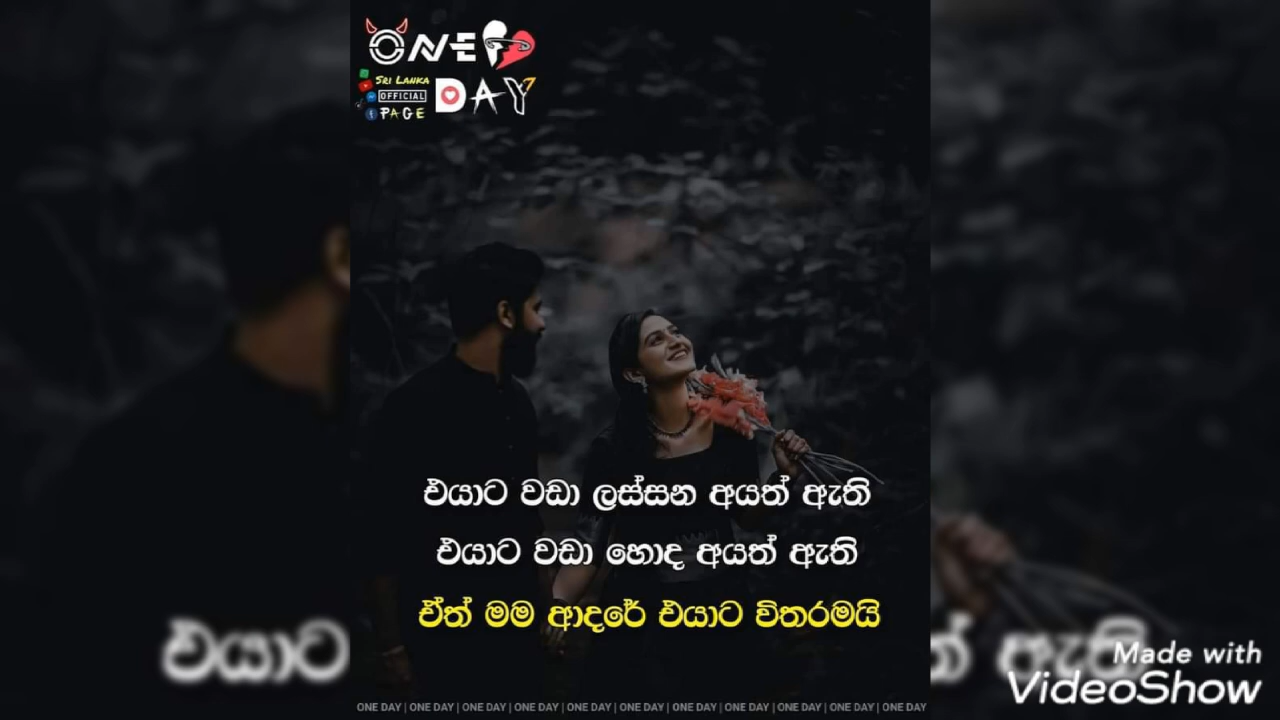 ONE
DAY
SRI LANKA
OFFICIAL
PAGE
එයාට වඩා ලස්සන අයත් ඇති
එයාට වඩා හොද අයත් ඇති
ඒත් මම ආදරේ එයාට විතරමයි
එයාට
ත් ඇති
Made with
VideoShow
ONE DAY | ONE DAY | ONE DAY | ONE DAY | ONE DAY | ONE DAY | ONE DAY | ONE DAY | ONE DAY | ONE DAY | ONE DAY